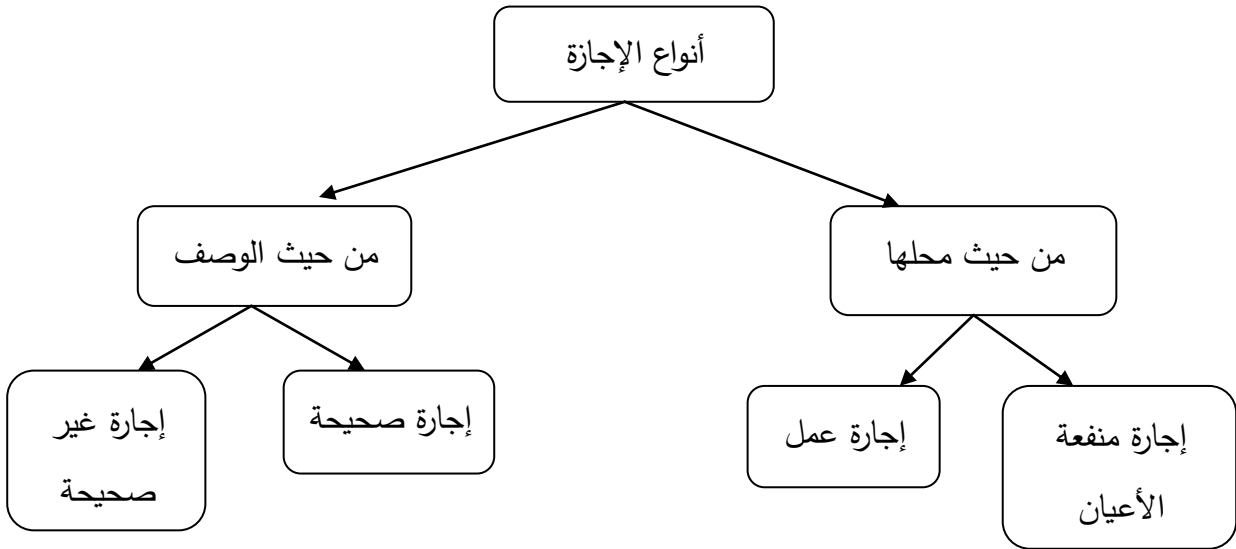 أنواع الإجازة
من حيث محلها
من حيث الوصف
إجارة منفعة
الأعيان
إجارة عمل
إجارة صحيحة
إجارة غير
صحيحة